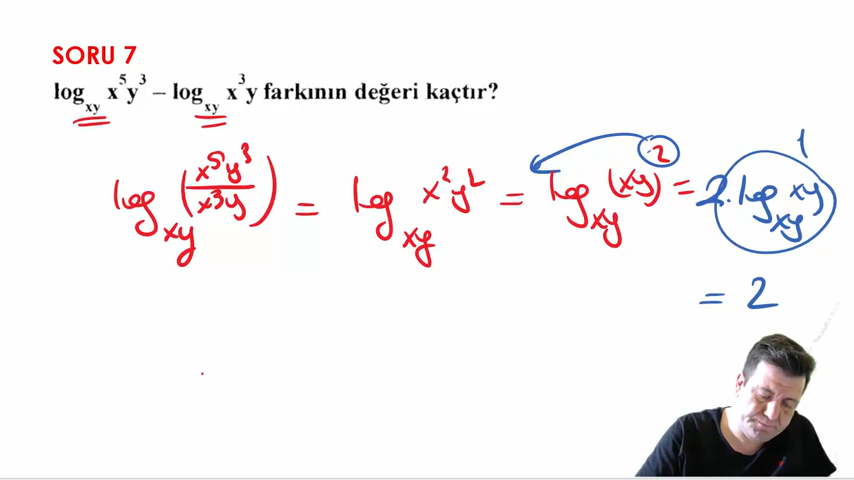 SORU 7
log_xy x^5y^3 – log_xy x^3y farkının değeri kaçtır?
log_xy (x^5y^3 / x^3y) = log_xy x^2y^2 = log_xy (xy)^2 = 2.log_xy xy 1
= 2